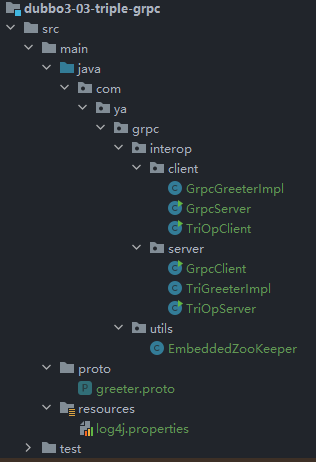 dubbo3-03-triple-grpc
src
main
java
com
ya
grpc
interop
client
GrpcGreeterImpl
GrpcServer
TriOpClient
server
GrpcClient
TriGreeterImpl
TriOpServer
utils
EmbeddedZooKeeper
proto
greeter.proto
resources
log4j.properties
test